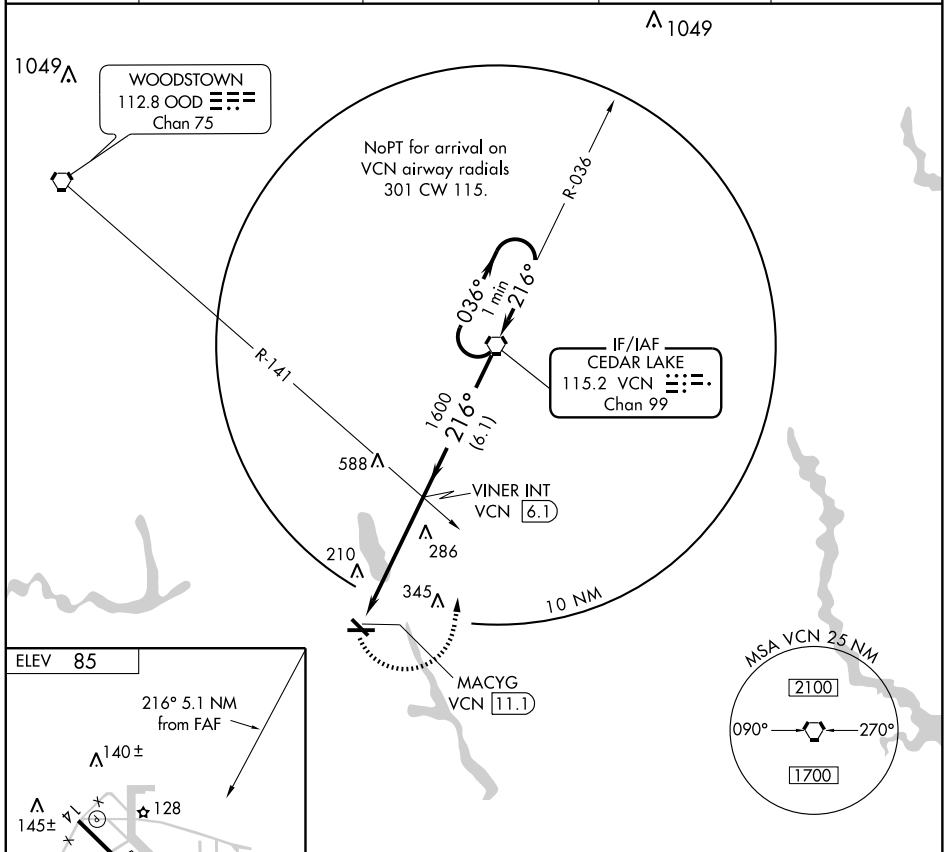 1049
1049
WOODSTOWN
112.8 OOD
Chan 75
NoPT for arrival on
VCN airway radials
301 CW 115.
R-036
036°
1 min
216°
R-141
IF/IAF
CEDAR LAKE
115.2 VCN
Chan 99
1600
216°
(6.1)
588
VINER INT
VCN 6.1
286
210
345
10 NM
MACYG
VCN 11.1
MSA VCN 25 NM
2100
090°
270°
1700
ELEV 85
216° 5.1 NM
from FAF
140±
128
145±
14
P
X
X